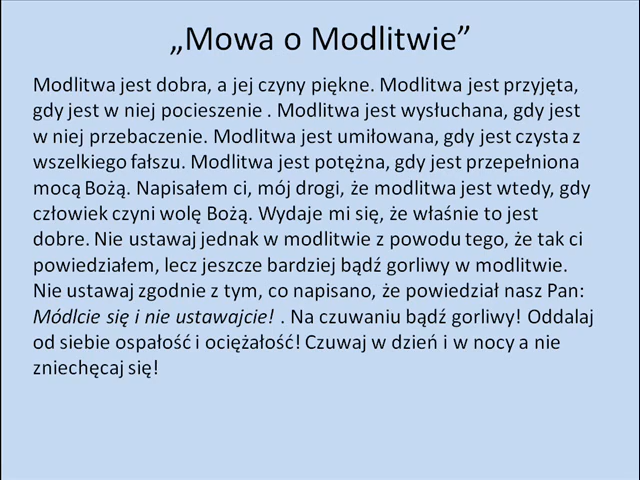 „Mowa o Modlitwie”
Modlitwa jest dobra, a jej czyny piękne. Modlitwa jest przyjęta,
gdy jest w niej pocieszenie . Modlitwa jest wysłuchana, gdy jest
w niej przebaczenie. Modlitwa jest umiłowana, gdy jest czysta z
wszelkiego fałszu. Modlitwa jest potężna, gdy jest przepełniona
mocą Bożą. Napisałem ci, mój drogi, że modlitwa jest wtedy, gdy
człowiek czyni wolę Bożą. Wydaje mi się, że właśnie to jest
dobre. Nie ustawaj jednak w modlitwie z powodu tego, że tak ci
powiedziałem, lecz jeszcze bardziej bądź gorliwy w modlitwie.
Nie ustawaj zgodnie z tym, co napisano, że powiedział nasz Pan:
Módlcie się i nie ustawajcie! . Na czuwaniu bądź gorliwy! Oddalaj
od siebie ospałość i ociężałość! Czuwaj w dzień i w nocy a nie
zniechęcaj się!